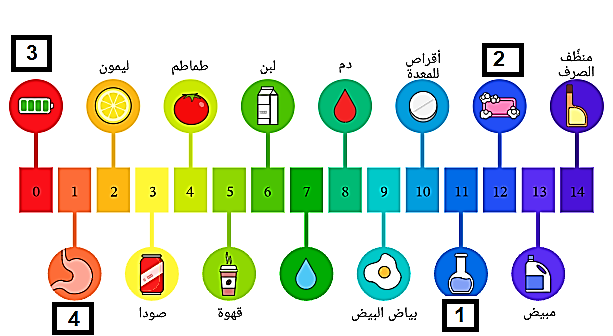 3
ليمون
طماطم
لبن
دم
أقراص
للمعدة
2
منظّف
الصرف
0 1 2 3 4 5 6 7 8 9 10 11 12 13 14
4
صودا
قهوة
بياض البيض
1
مبيض